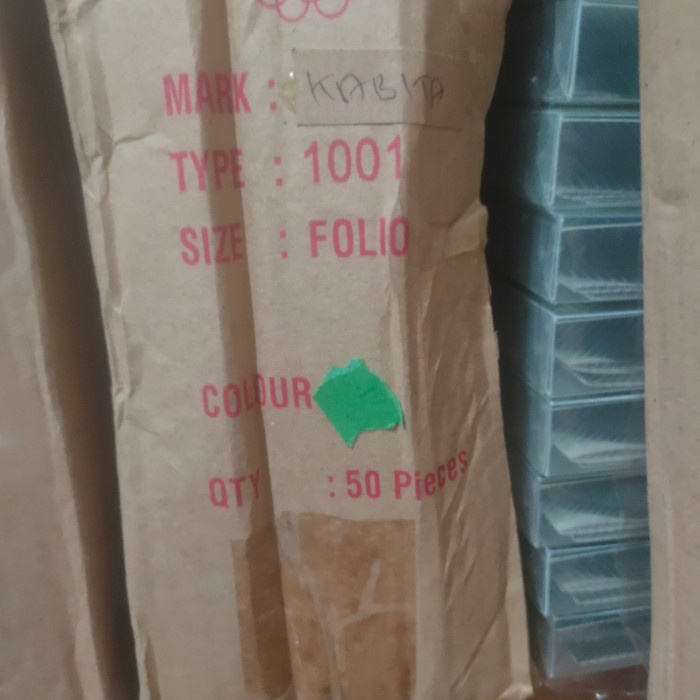 MARK : KABITA
TYPE : 1001
SIZE : FOLIO
COLOUR
QTY : 50 Pieces